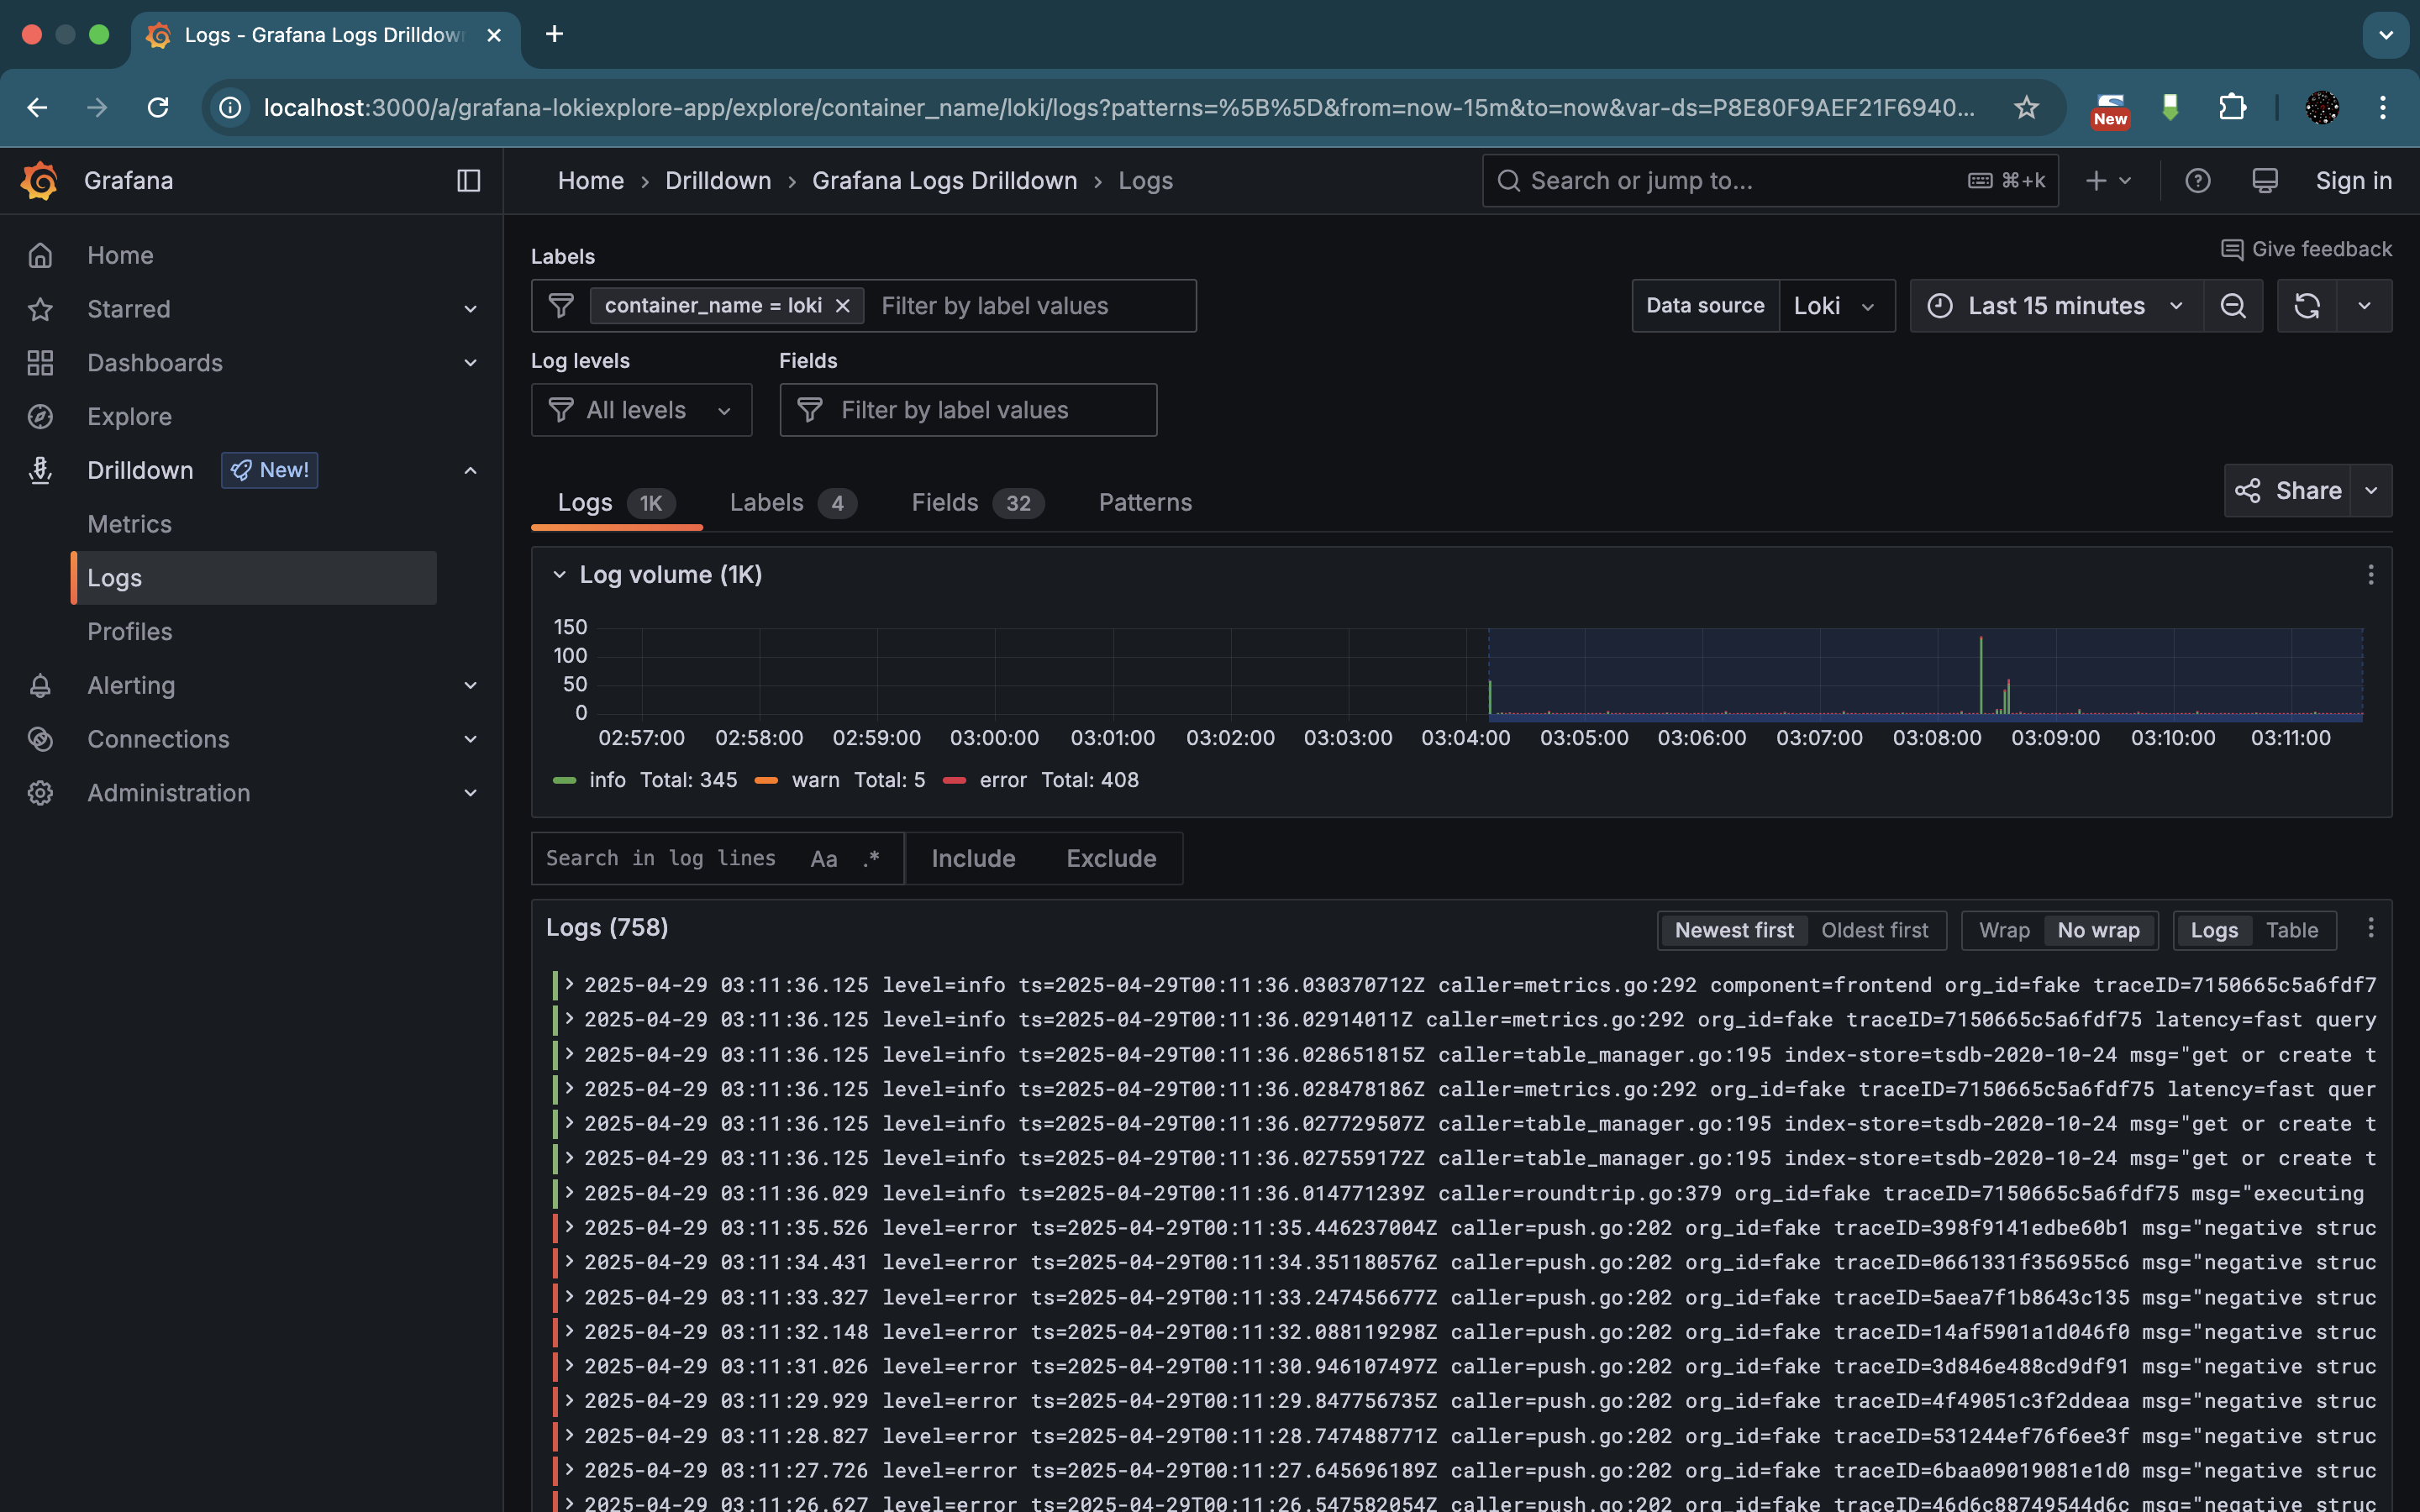 Logs - Grafana Logs Drilldow
localhost:3000/a/grafana-lokiexplore-app/explore/container_name/loki/logs?patterns=%5B%5D&from=now-15m&to=now&var-ds=P8E80F9AEF21F6940...
New
Grafana
Home › Drilldown › Grafana Logs Drilldown › Logs
Search or jump to... ⌘+k
Sign in
Home
Starred
Dashboards
Explore
Drilldown New!
Metrics
Logs
Profiles
Alerting
Connections
Administration
Give feedback
Labels
container_name = loki Filter by label values
Data source Loki Last 15 minutes
Log levels Fields
All levels Filter by label values
Logs 1K Labels 4 Fields 32 Patterns
Share
Log volume (1K)
150
100
50
0
02:57:00 02:58:00 02:59:00 03:00:00 03:01:00 03:02:00 03:03:00 03:04:00 03:05:00 03:06:00 03:07:00 03:08:00 03:09:00 03:10:00 03:11:00
info Total: 345 warn Total: 5 error Total: 408
Search in log lines Aa .* Include Exclude
Logs (758)
Newest first Oldest first Wrap No wrap Logs Table
2025-04-29 03:11:36.125 level=info ts=2025-04-29T00:11:36.030370712Z caller=metrics.go:292 component=frontend org_id=fake traceID=7150665c5a6fdf7
2025-04-29 03:11:36.125 level=info ts=2025-04-29T00:11:36.02914011Z caller=metrics.go:292 org_id=fake traceID=7150665c5a6fdf75 latency=fast query
2025-04-29 03:11:36.125 level=info ts=2025-04-29T00:11:36.028651815Z caller=table_manager.go:195 index-store=tsdb-2020-10-24 msg="get or create t
2025-04-29 03:11:36.125 level=info ts=2025-04-29T00:11:36.028478186Z caller=metrics.go:292 org_id=fake traceID=7150665c5a6fdf75 latency=fast quer
2025-04-29 03:11:36.125 level=info ts=2025-04-29T00:11:36.027729507Z caller=table_manager.go:195 index-store=tsdb-2020-10-24 msg="get or create t
2025-04-29 03:11:36.125 level=info ts=2025-04-29T00:11:36.027559172Z caller=table_manager.go:195 index-store=tsdb-2020-10-24 msg="get or create t
2025-04-29 03:11:36.029 level=info ts=2025-04-29T00:11:36.014771239Z caller=roundtrip.go:379 org_id=fake traceID=7150665c5a6fdf75 msg="executing
2025-04-29 03:11:35.526 level=error ts=2025-04-29T00:11:35.446237004Z caller=push.go:202 org_id=fake traceID=398f9141edbe60b1 msg="negative struc
2025-04-29 03:11:34.431 level=error ts=2025-04-29T00:11:34.351180576Z caller=push.go:202 org_id=fake traceID=0661331f356955c6 msg="negative struc
2025-04-29 03:11:33.327 level=error ts=2025-04-29T00:11:33.247456677Z caller=push.go:202 org_id=fake traceID=5aea7f1b8643c135 msg="negative struc
2025-04-29 03:11:32.148 level=error ts=2025-04-29T00:11:32.088119298Z caller=push.go:202 org_id=fake traceID=14af5901a1d046f0 msg="negative struc
2025-04-29 03:11:31.026 level=error ts=2025-04-29T00:11:30.946107497Z caller=push.go:202 org_id=fake traceID=3d846e488cd9df91 msg="negative struc
2025-04-29 03:11:29.929 level=error ts=2025-04-29T00:11:29.847756735Z caller=push.go:202 org_id=fake traceID=4f49051c3f2ddeaa msg="negative struc
2025-04-29 03:11:28.827 level=error ts=2025-04-29T00:11:28.747488771Z caller=push.go:202 org_id=fake traceID=531244ef76f6ee3f msg="negative struc
2025-04-29 03:11:27.726 level=error ts=2025-04-29T00:11:27.645696189Z caller=push.go:202 org_id=fake traceID=6baa09019081e1d0 msg="negative struc
2025-04-29 03:11:26.627 level=error ts=2025-04-29T00:11:26.547582054Z caller=push.go:202 org_id=fake traceID=46d6c88749544d6c msg="negative struc